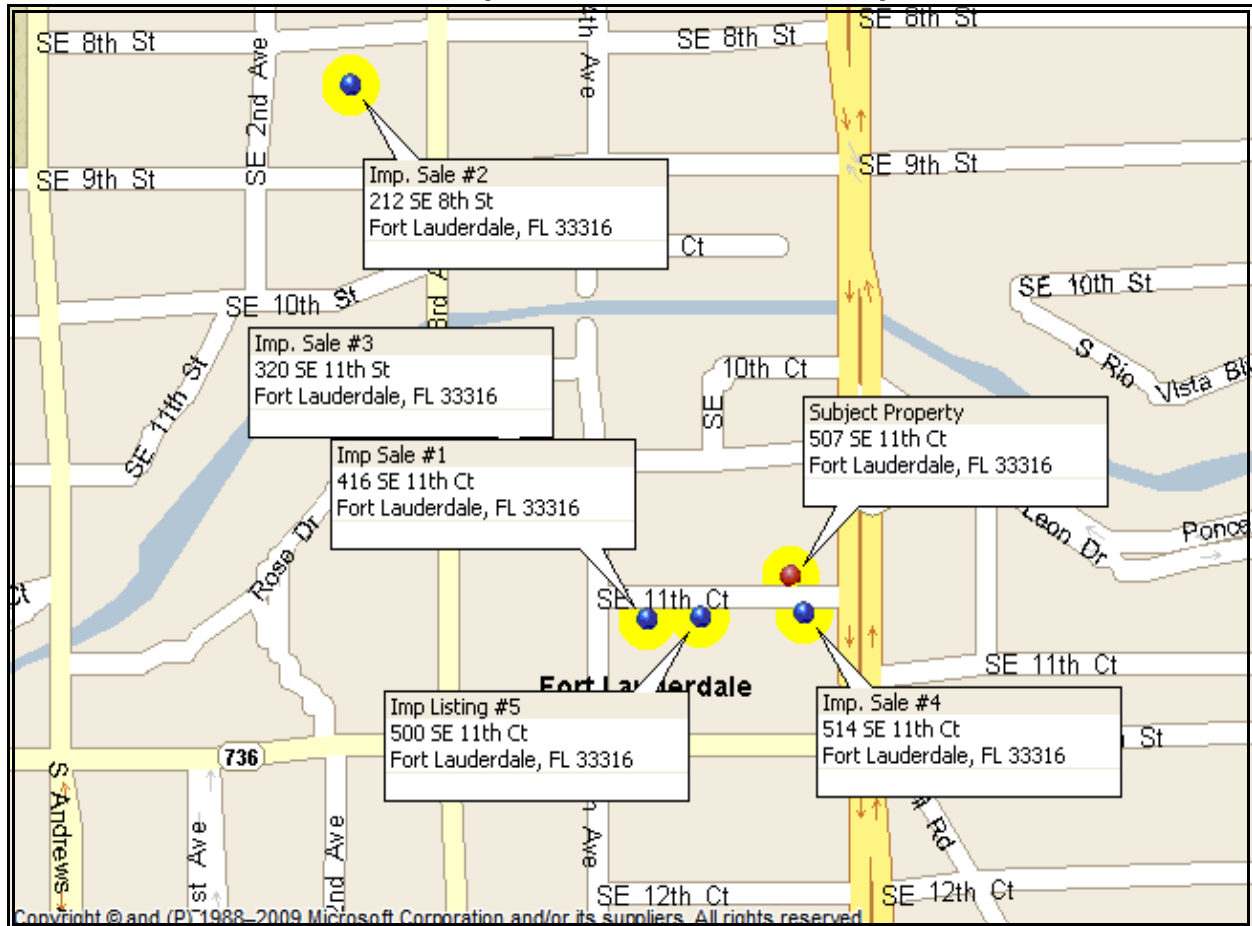 SE 8th St
SE 8th St
SE 8th St
SE 2nd Ave
4th Ave
SE 9th St
SE 9th St
Imp. Sale #2
212 SE 8th St
Fort Lauderdale, FL 33316
Ct
SE 10th St
SE 10th St
3rd A
Imp. Sale #3
320 SE 11th St
Fort Lauderdale, FL 33316
S Rio Vista Bl
10th Ct
SE
SE 11th St
Subject Property
507 SE 11th Ct
Fort Lauderdale, FL 33316
Imp Sale #1
416 SE 11th Ct
Fort Lauderdale, FL 33316
Rose Dr
Leon Dr
Ponce
Ct
SE 11th Ct
SE 11th Ct
Fort Lauderdale
Imp Listing #5
500 SE 11th Ct
Fort Lauderdale, FL 33316
Imp. Sale #4
514 SE 11th Ct
Fort Lauderdale, FL 33316
St
736
S Andrews
st Ave
2nd Ave
Ave
Rd
SE 12th Ct
SE 12th Ct
Copyright © and (P) 1988–2009 Microsoft Corporation and/or its suppliers. All rights reserved